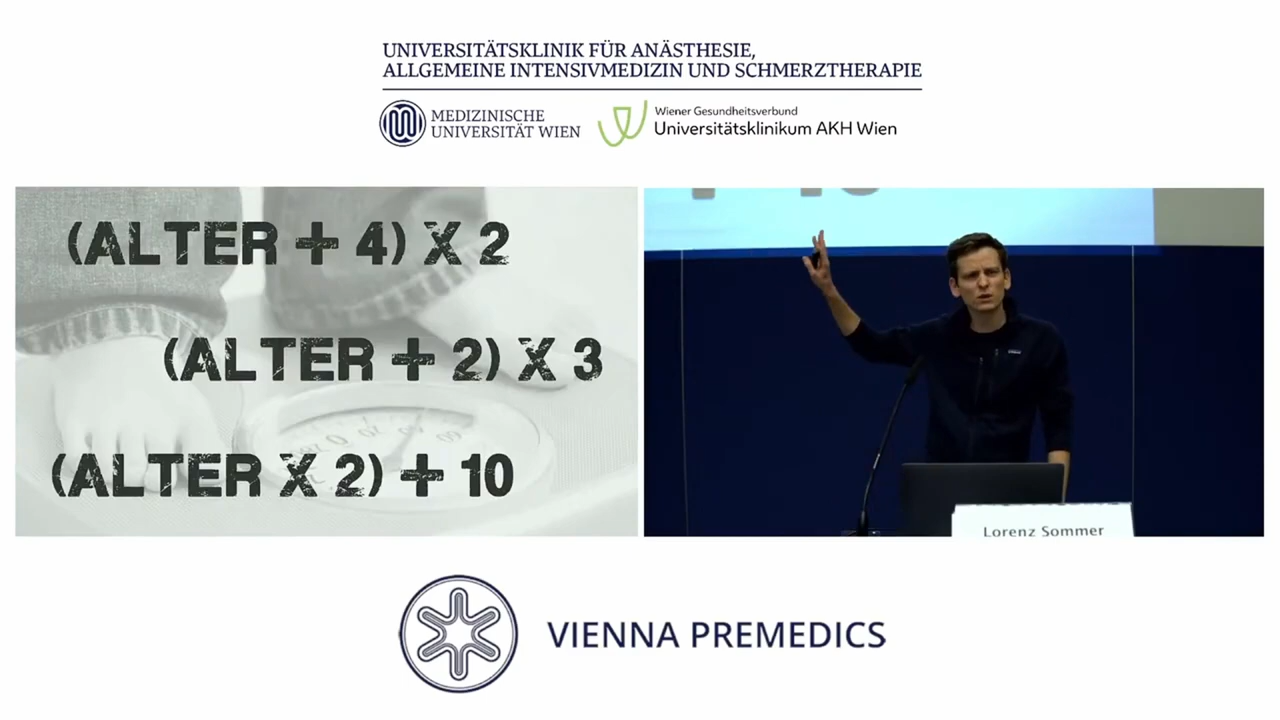 UNIVERSITÄTSKLINIK FÜR ANÄSTHESIE,
ALLGEMEINE INTENSIVMEDIZIN UND SCHMERZTHERAPIE
MEDIZINISCHE
UNIVERSITÄT WIEN
Wiener Gesundheitsverbund
Universitätsklinikum AKH Wien
(ALTER + 4) X 2
(ALTER + 2) X 3
(ALTER X 2) + 10
Lorenz Sommer
VIENNA PREMEDICS